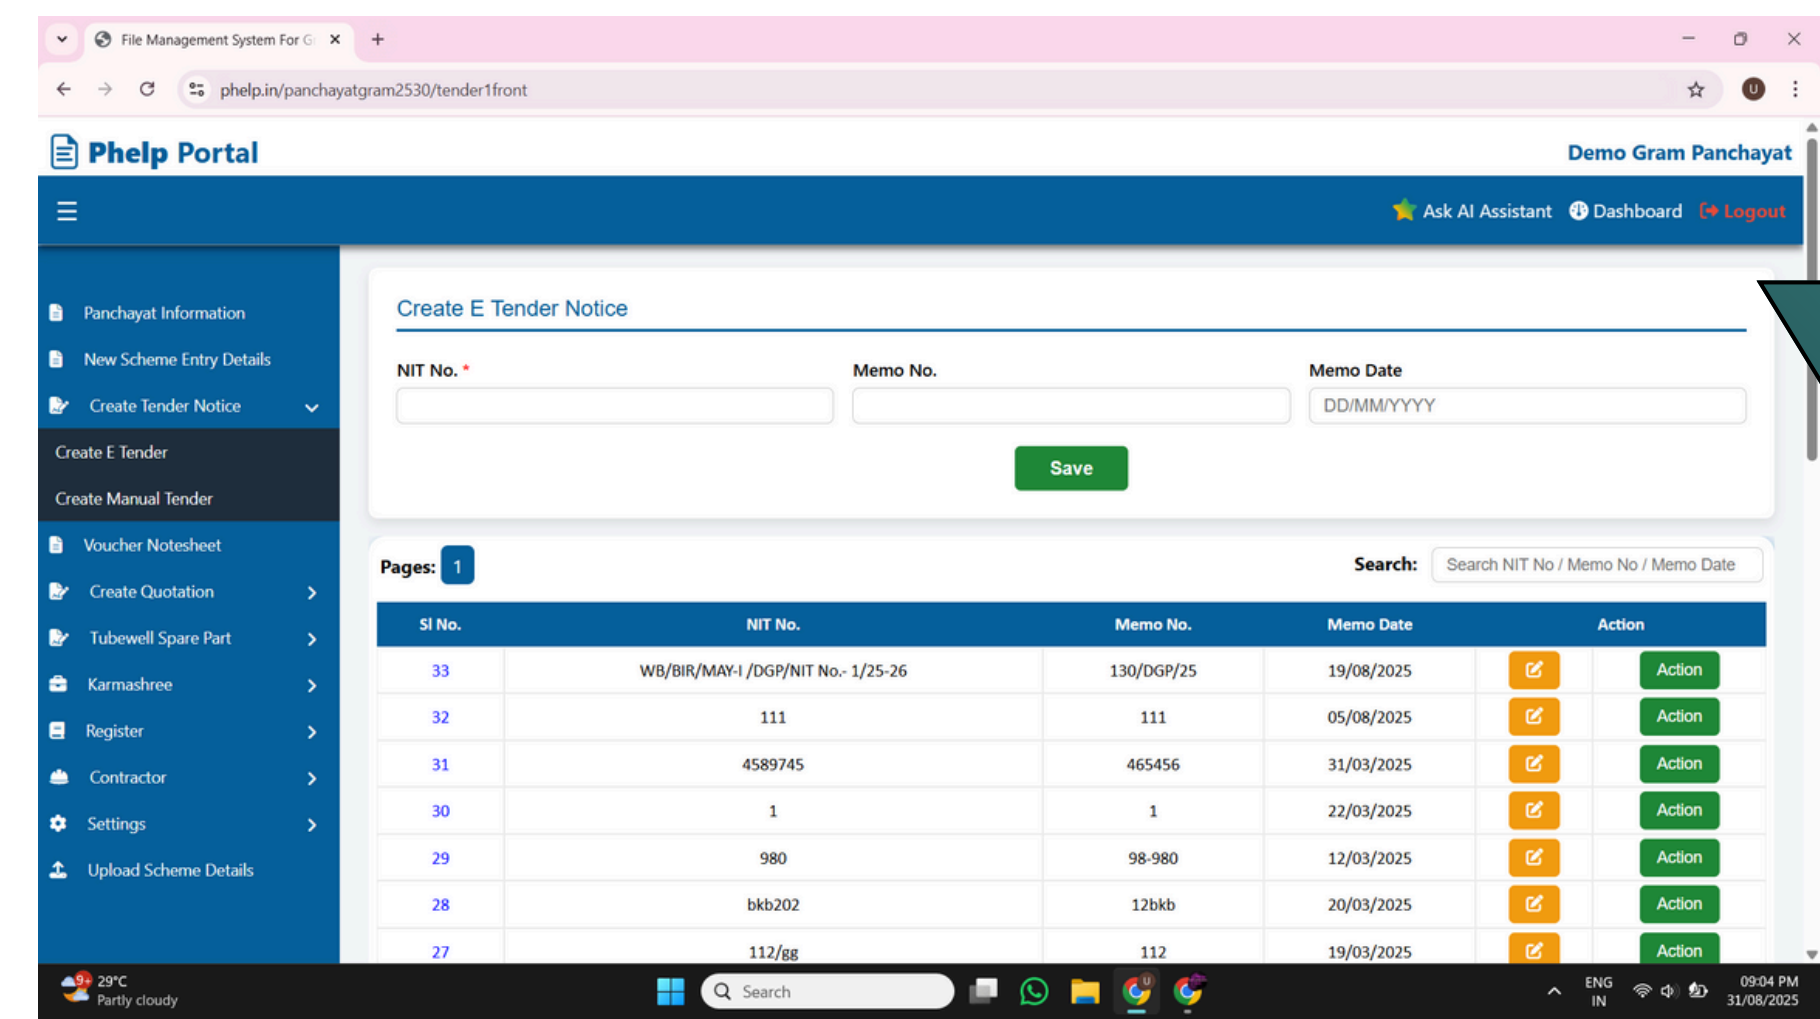 File Management System For G
phelp.in/panchayatgram2530/tender1front
U
Phelp Portal
Demo Gram Panchayat
Ask AI Assistant Dashboard Logout
Panchayat Information
New Scheme Entry Details
Create Tender Notice
Create E Tender
Create Manual Tender
Voucher Notesheet
Create Quotation
Tubewell Spare Part
Karmashree
Register
Contractor
Settings
Upload Scheme Details
Create E Tender Notice
NIT No. * Memo No. Memo Date
DD/MM/YYYY
Save
Pages: 1 Search: Search NIT No / Memo No / Memo Date
Sl No. NIT No. Memo No. Memo Date Action
33 WB/BIR/MAY-I /DGP/NIT No.- 1/25-26 130/DGP/25 19/08/2025 Action
32 111 111 05/08/2025 Action
31 4589745 465456 31/03/2025 Action
30 1 1 22/03/2025 Action
29 980 98-980 12/03/2025 Action
28 bkb202 12bkb 20/03/2025 Action
27 112/gg 112 19/03/2025 Action
9+ 29°C
Partly cloudy
Search
U
ENG
IN
09:04 PM
31/08/2025